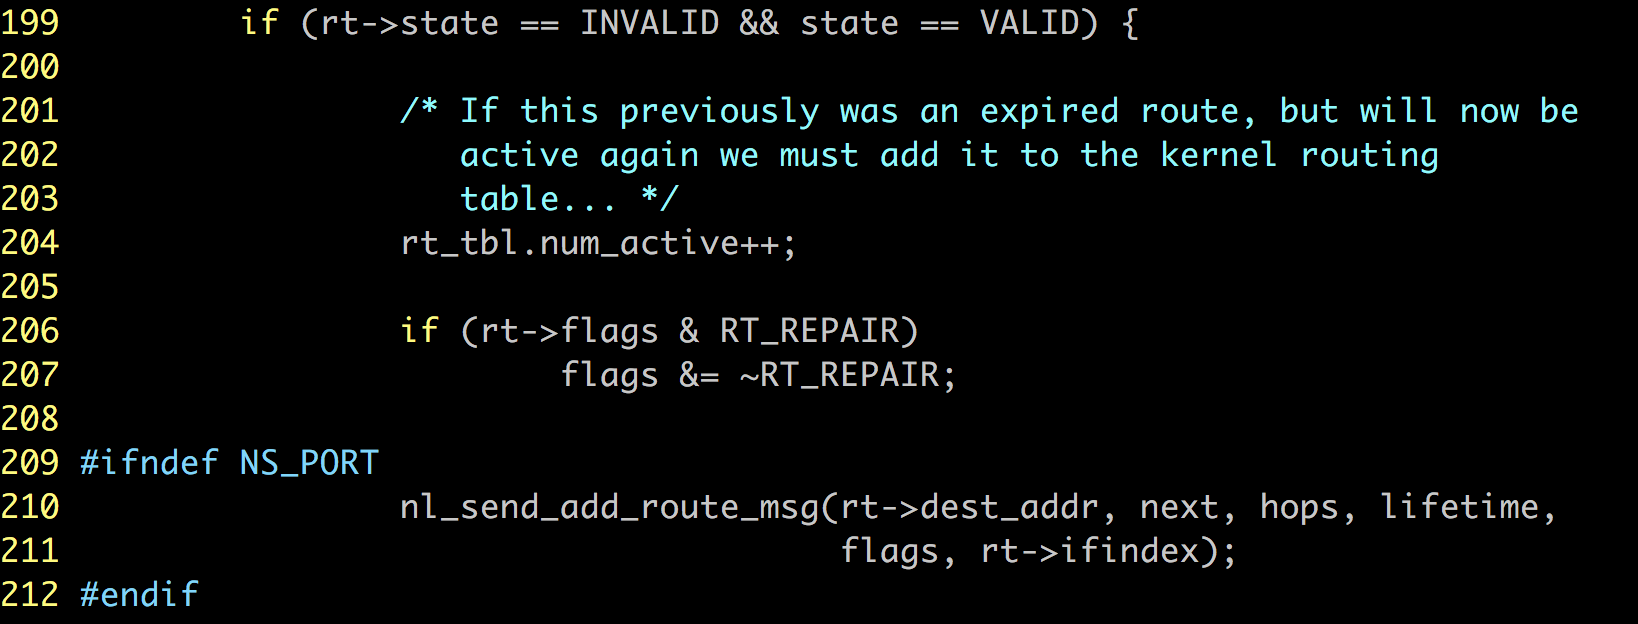 199         if (rt->state == INVALID && state == VALID) {
200
201                 /* If this previously was an expired route, but will now be
202                    active again we must add it to the kernel routing
203                    table... */
204                 rt_tbl.num_active++;
205
206                 if (rt->flags & RT_REPAIR)
207                         flags &= ~RT_REPAIR;
208
209 #ifndef NS_PORT
210                 nl_send_add_route_msg(rt->dest_addr, next, hops, lifetime,
211                                       flags, rt->ifindex);
212 #endif